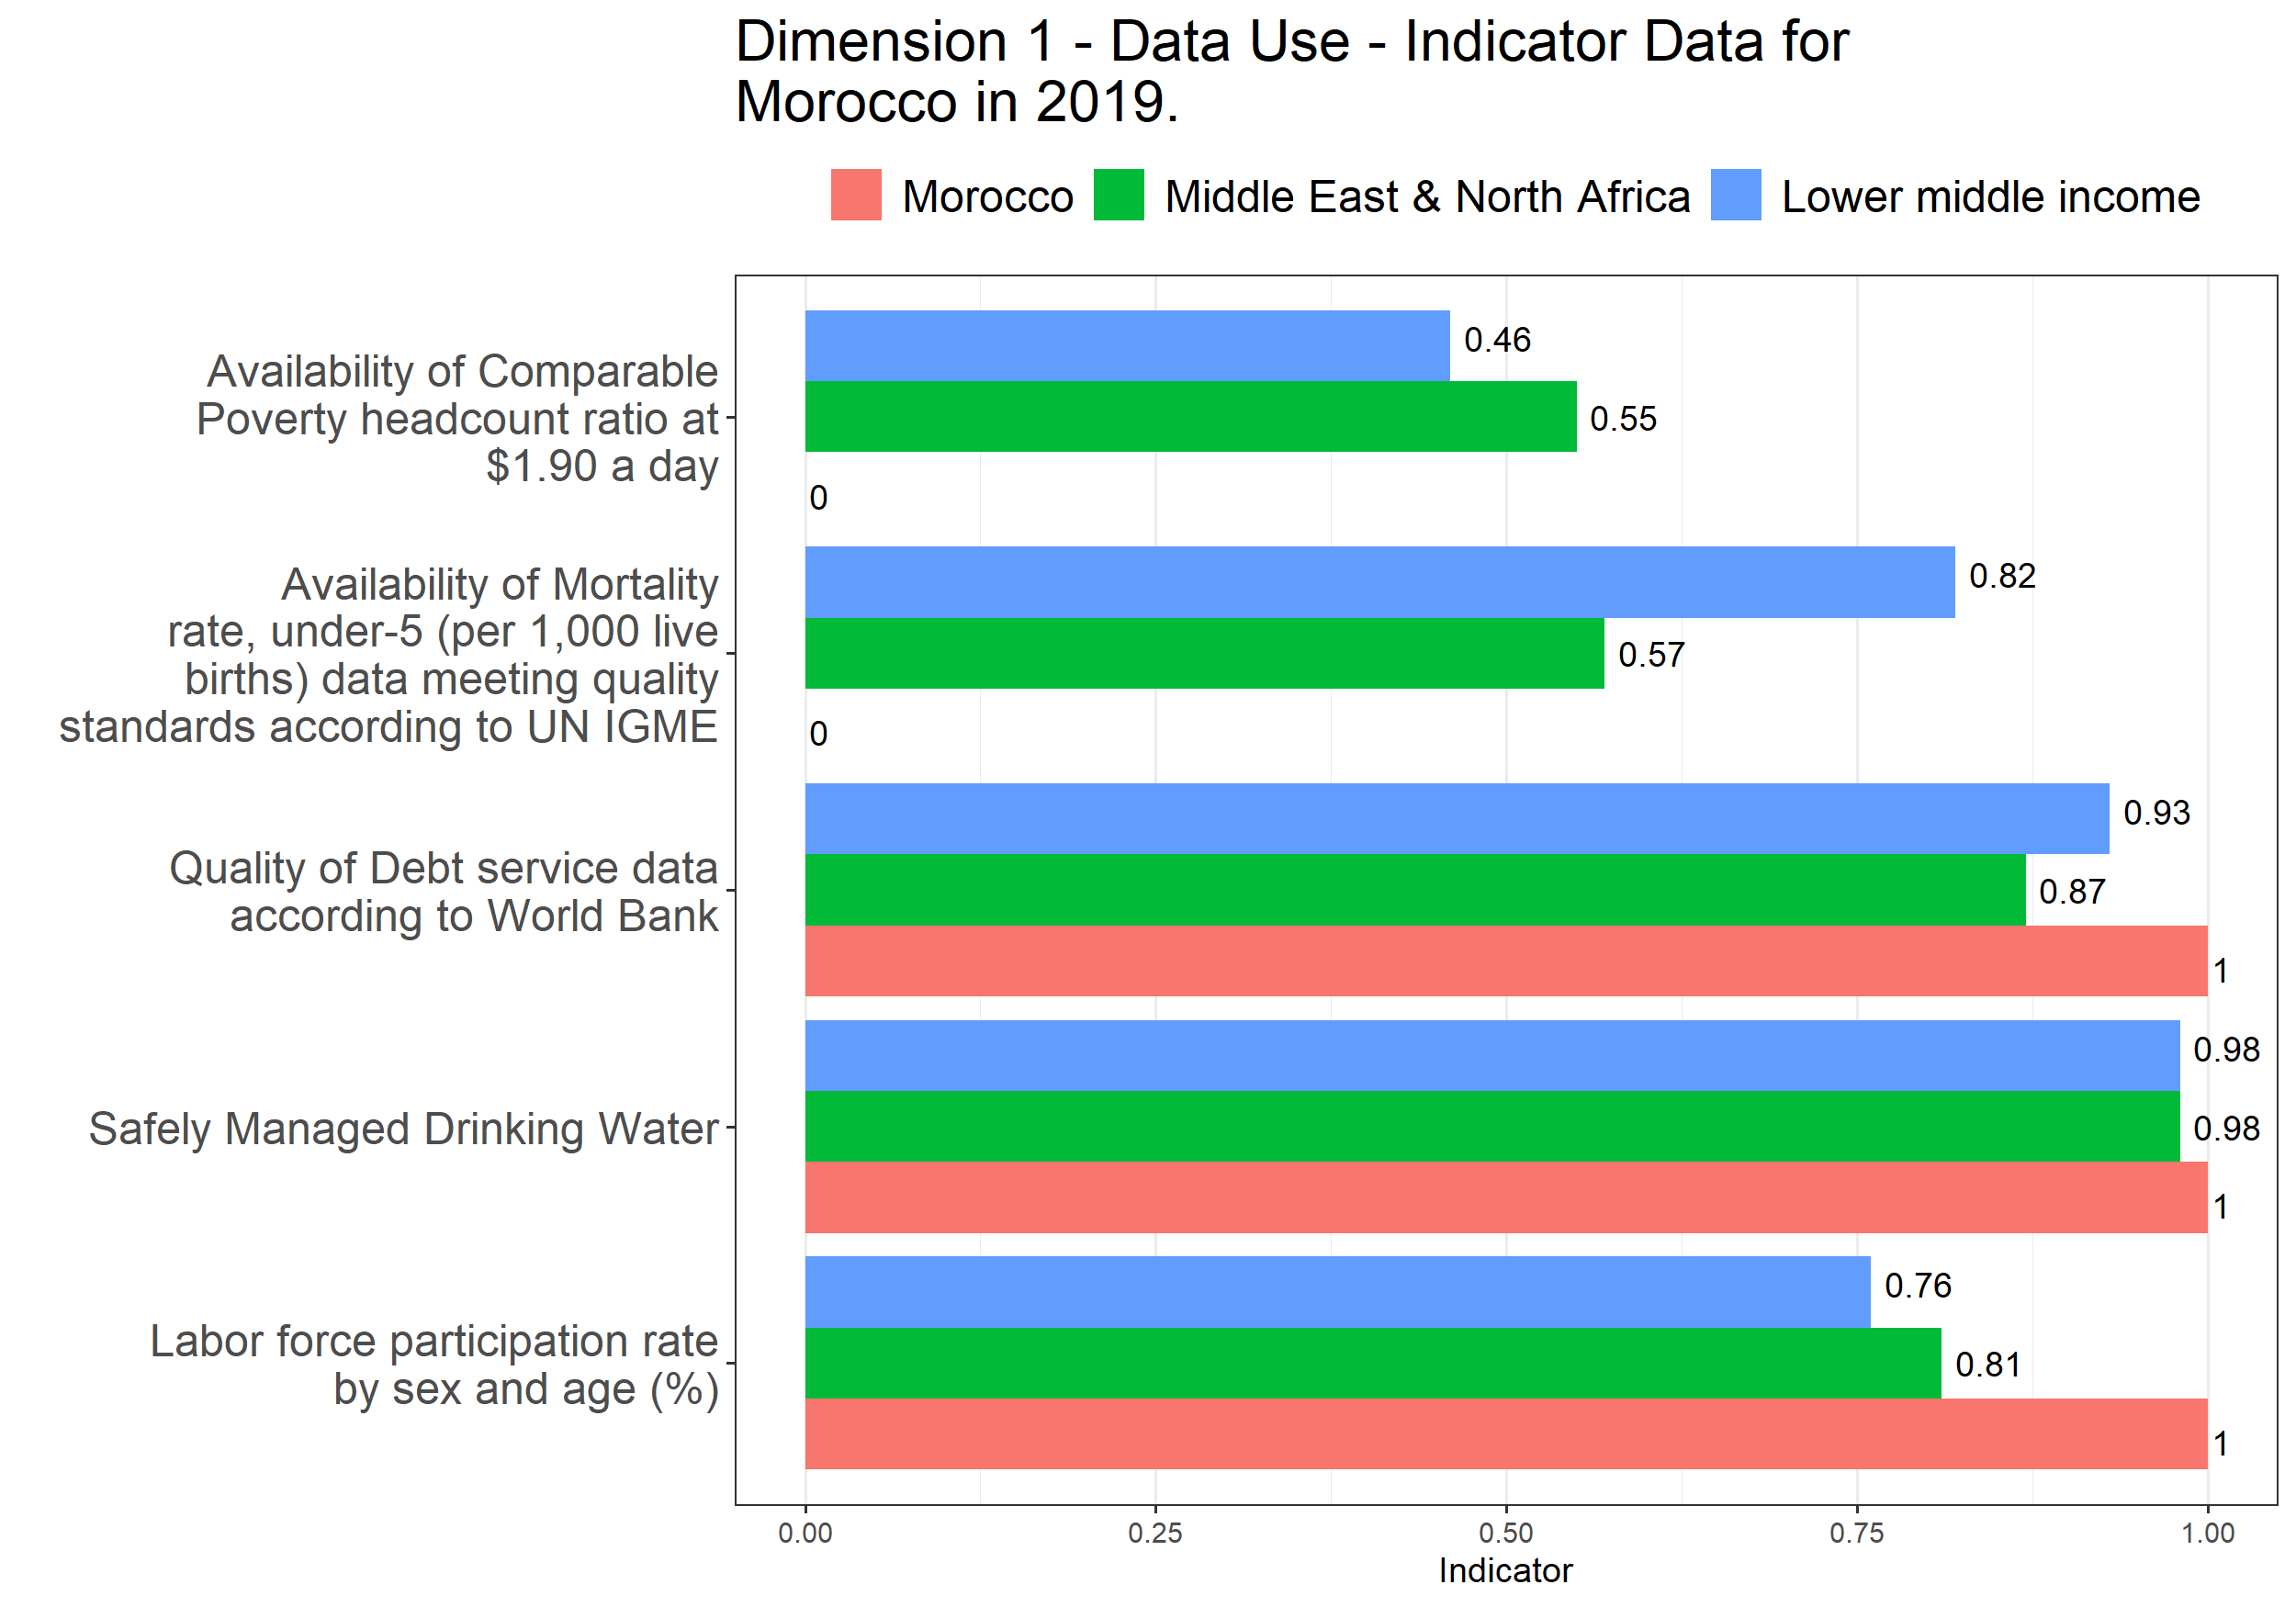 Dimension 1 - Data Use - Indicator Data for
Morocco in 2019.
Morocco
Middle East & North Africa
Lower middle income
Availability of Comparable
Poverty headcount ratio at
$1.90 a day
0.46
0.55
0
Availability of Mortality
rate, under-5 (per 1,000 live
births) data meeting quality
standards according to UN IGME
0.82
0.57
0
Quality of Debt service data
according to World Bank
0.93
0.87
1
Safely Managed Drinking Water
0.98
0.98
1
Labor force participation rate
by sex and age (%)
0.76
0.81
1
0.00
0.25
0.50
0.75
1.00
Indicator